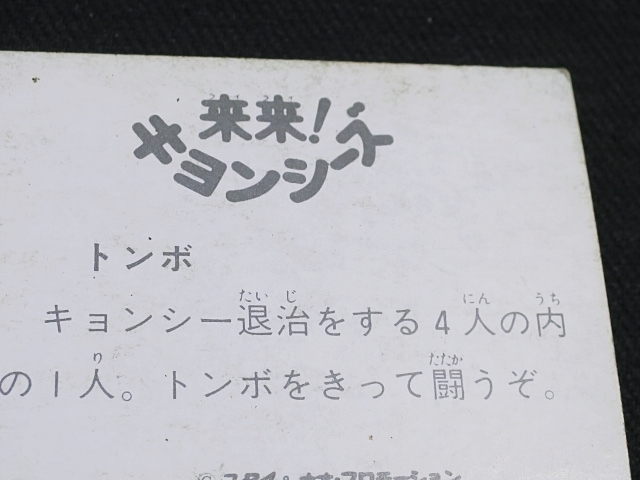 来来!
キョンシーズ
トンボ
キョンシー退治をする4人の内
の1人。トンボをきって闘うぞ。